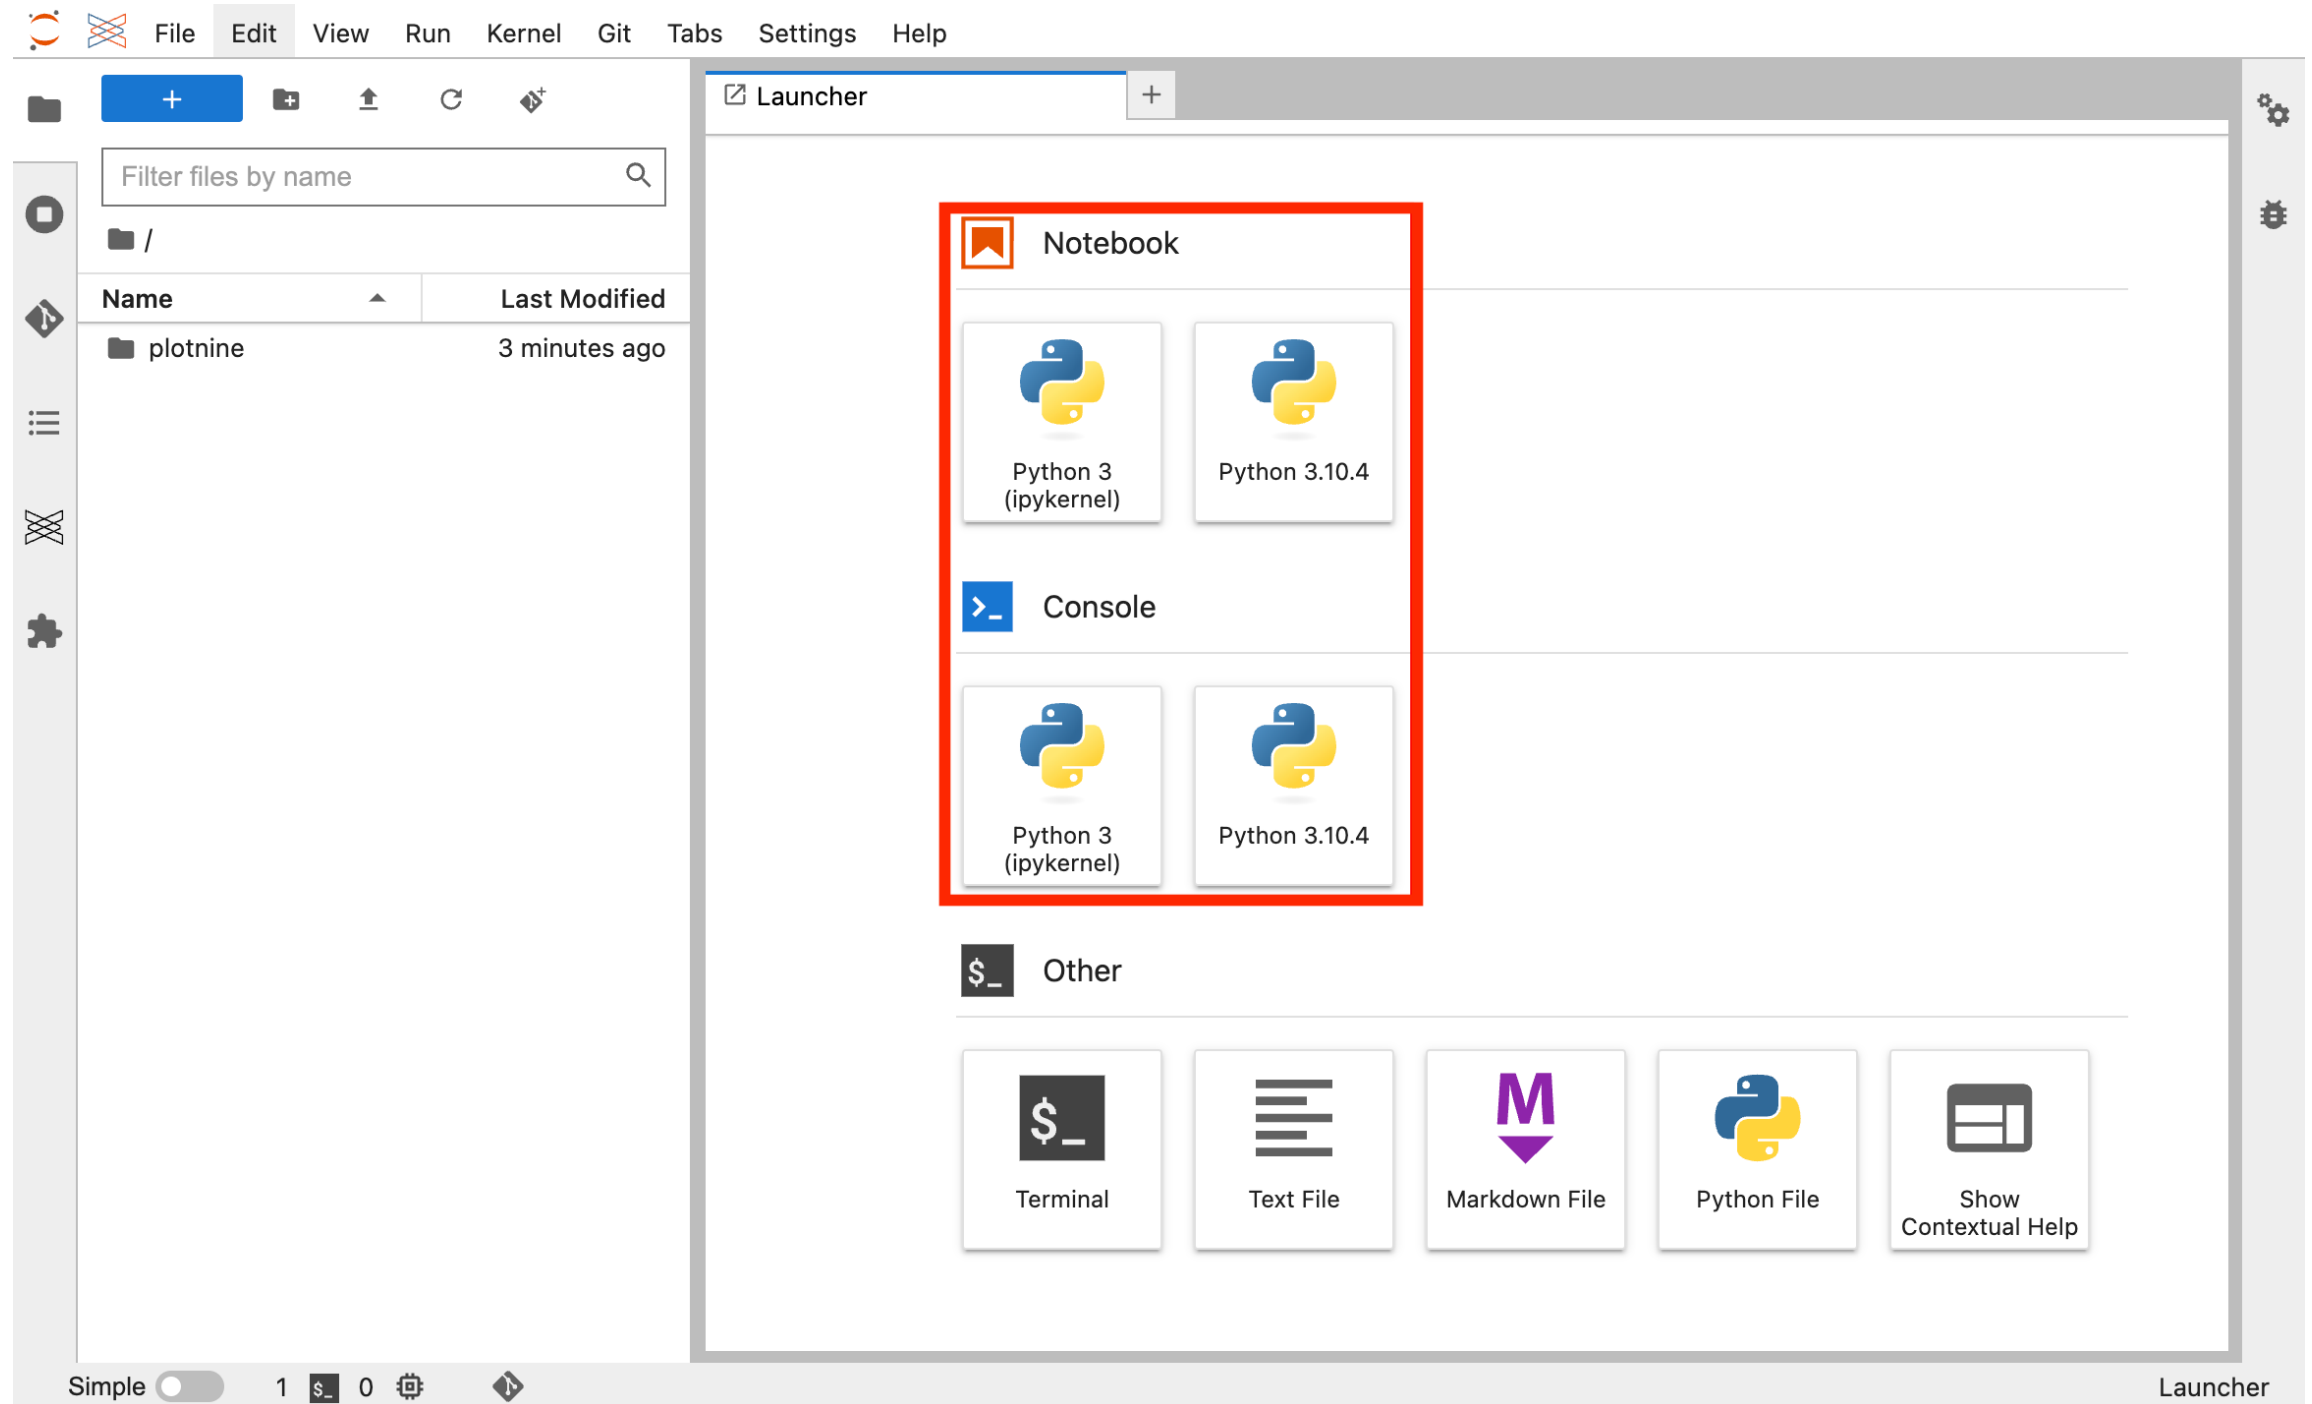 File Edit View Run Kernel Git Tabs Settings Help
+
Launcher
+
Filter files by name
/
Name Last Modified
plotnine 3 minutes ago
Notebook
Python 3
(ipykernel)
Python 3.10.4
>_ Console
Python 3
(ipykernel)
Python 3.10.4
$_ Other
$_
Terminal
Text File
M
Markdown File
Python File
Show
Contextual Help
Simple 1 $_ 0 Launcher